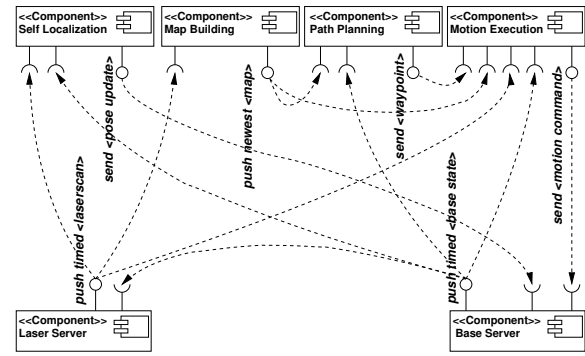 <<Component>>
Self Localization
<<Component>>
Map Building
<<Component>>
Path Planning
<<Component>>
Motion Execution
send <pose update>
push newest <map>
send <waypoint>
send <motion command>
push timed <laserscan>
push timed <base state>
<<Component>>
Laser Server
<<Component>>
Base Server